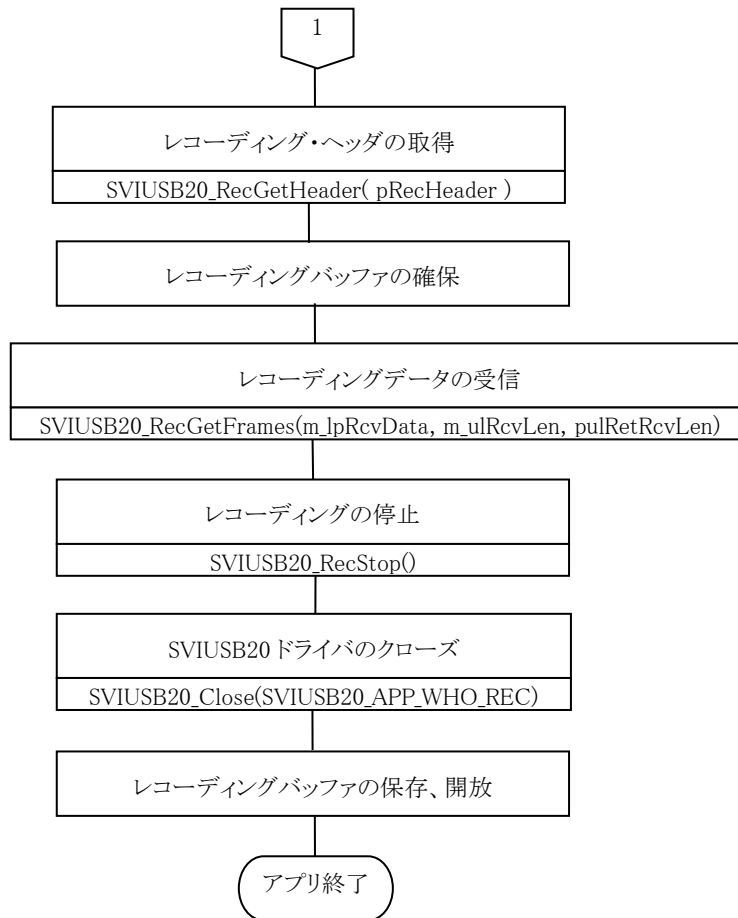 1
レコーディング・ヘッダの取得
SVIUSB20_RecGetHeader( pRecHeader )
レコーディングバッファの確保
レコーディングデータの受信
SVIUSB20_RecGetFrames(m_lpRcvData, m_ulRcvLen, pulRetRcvLen)
レコーディングの停止
SVIUSB20_RecStop()
SVIUSB20 ドライバのクローズ
SVIUSB20_Close(SVIUSB20_APP_WHO_REC)
レコーディングバッファの保存、開放
アプリ終了